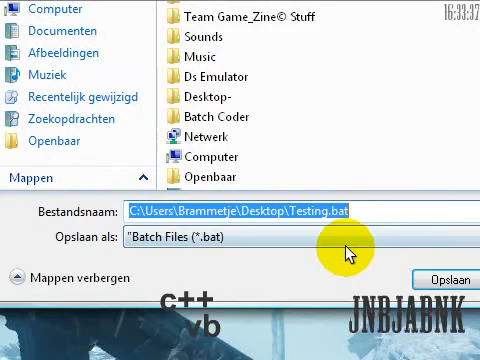 16:33:37
Mappen
Documenten
Afbeeldingen
Muziek
Recentelijk gewijzigd
Zoekopdrachten
Openbaar
Mappen
Team Game_Zine© Stuff
Sounds
Music
Ds Emulator
Desktop-
Batch Coder
Netwerk
Computer
Openbaar
Bestandsnaam: C:\Users\Brammetje\Desktop\Testing.bat
Opslaan als: "Batch Files (*.bat)
Mappen verbergen
Opslaan
c++
vb
JNBJABNK